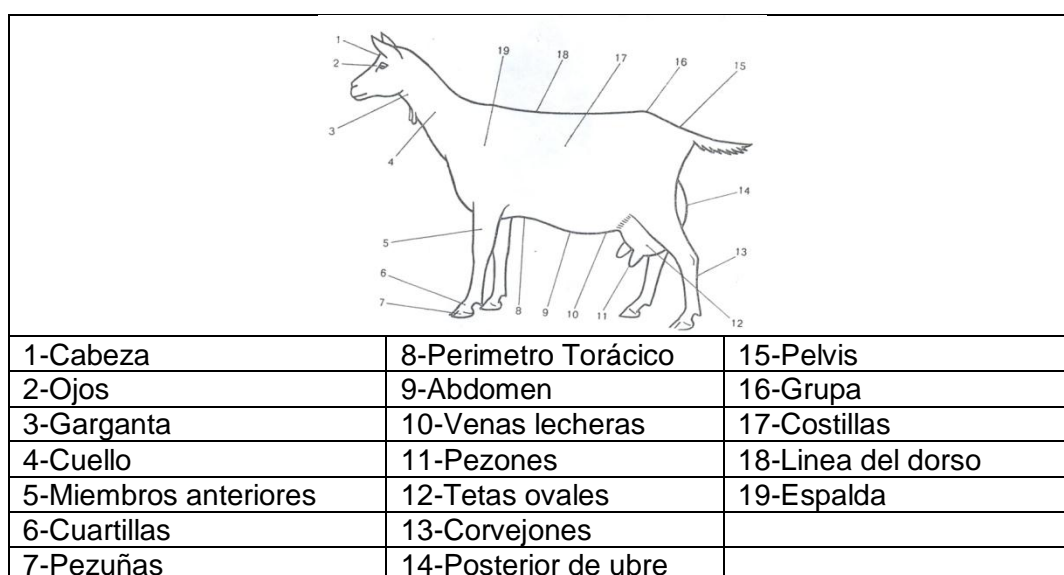 1
2
3
4
5
6
7
8
9
10
11
12
13
14
15
16
17
18
19
1-Cabeza 8-Perimetro Torácico 15-Pelvis
2-Ojos 9-Abdomen 16-Grupa
3-Garganta 10-Venas lecheras 17-Costillas
4-Cuello 11-Pezones 18-Linea del dorso
5-Miembros anteriores 12-Tetas ovales 19-Espalda
6-Cuartillas 13-Corvejones
7-Pezuñas 14-Posterior de ubre